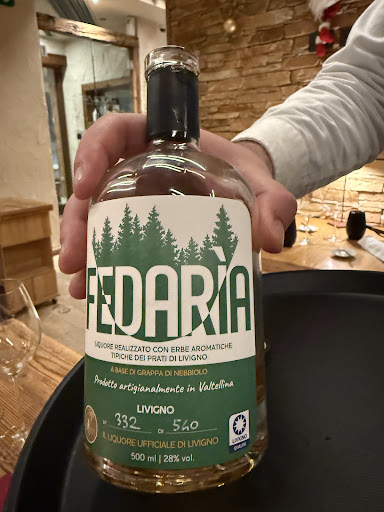 FEDARÌA
LIQUORE REALIZZATO CON ERBE AROMATICHE
TIPICHE DEI PRATI DI LIVIGNO
A BASE DI GRAPPA DI NEBBIOLO
Prodotto artigianalmente in Valtellina
LIVIGNO
N° 332 DI 540
IL LIQUORE UFFICIALE DI LIVIGNO
500 ml | 28% vol.
LIVIGNO